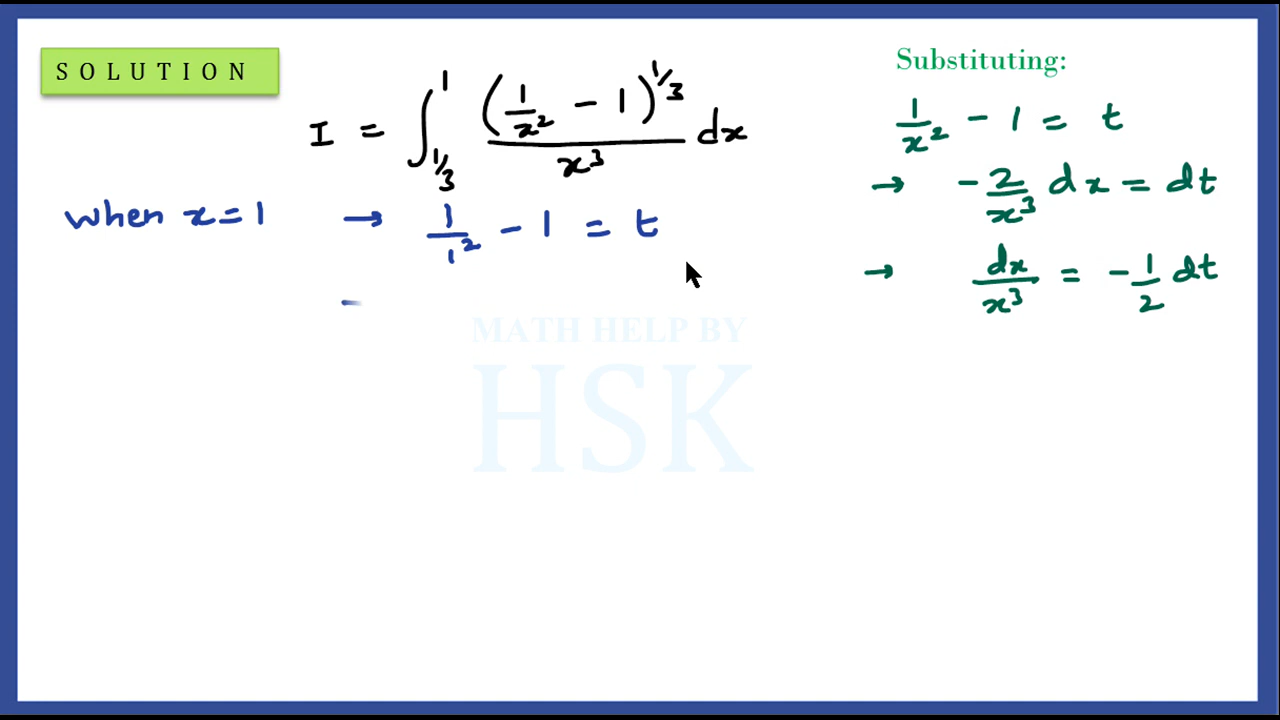 SOLUTION
I = ∫_{1/3}^{1} (1/x² - 1)^{1/3} / x³ dx
when x = 1 → 1/1² - 1 = t
Substituting:
1/x² - 1 = t
→ -2/x³ dx = dt
→ dx/x³ = -1/2 dt
MATH HELP BY
HSK